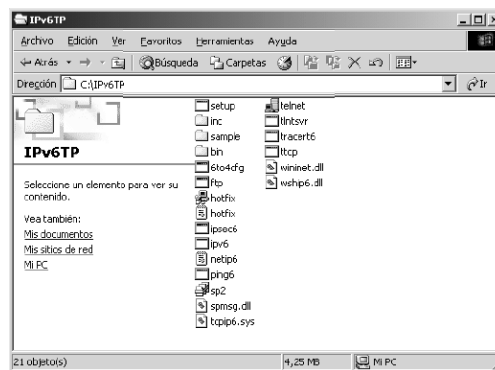 IPv6TP
Archivo Edición Ver Favoritos Herramientas Ayuda
Atrás Búsqueda Carpetas
Dirección C:\IPv6TP Ir
IPv6TP
Seleccione un elemento para ver su
contenido.
Vea también:
Mis documentos
Mis sitios de red
Mi PC
setup
inc
sample
bin
6to4cfg
ftp
hotfix
hotfix
ipsec6
ipv6
netip6
ping6
sp2
spmsg.dll
tcpip6.sys
telnet
tlntsvr
tracert6
ttcp
wininet.dll
wship6.dll
21 objeto(s) 4,25 MB Mi PC